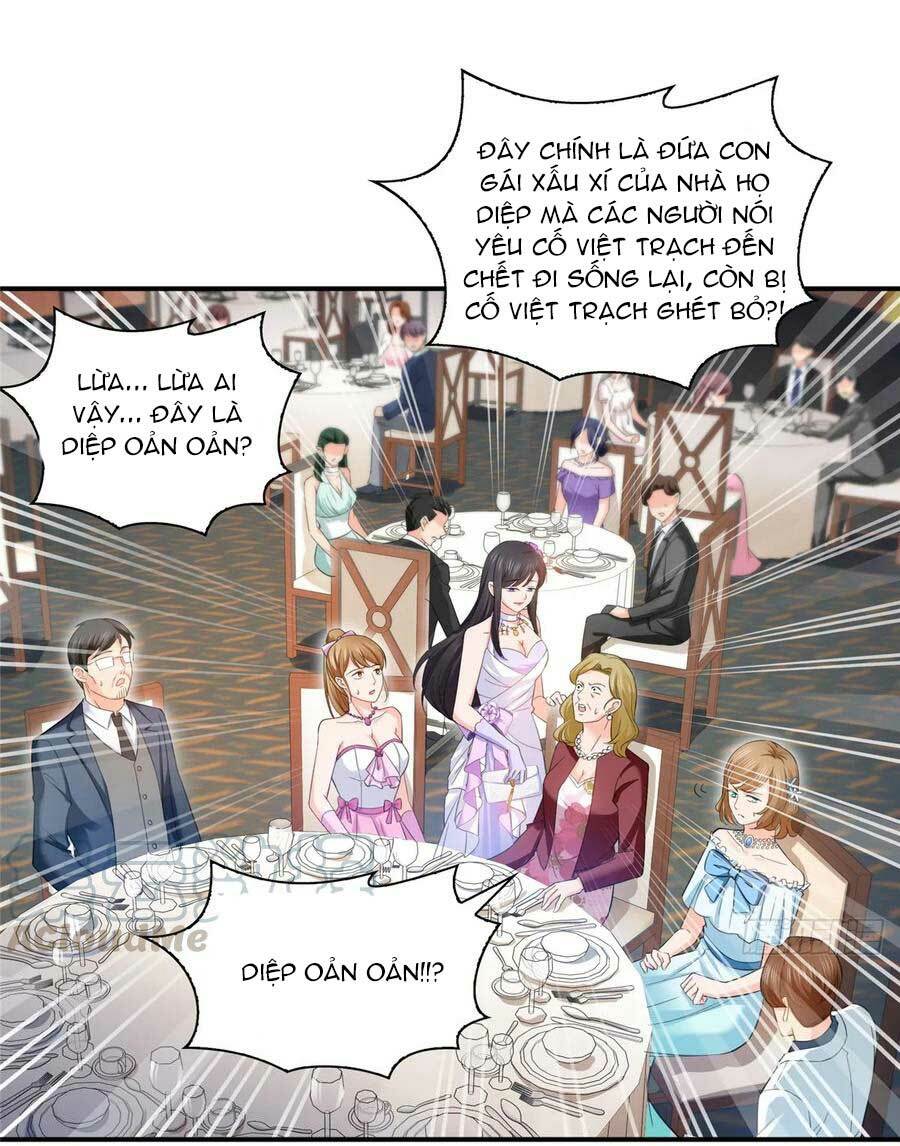 ĐÂY CHÍNH LÀ ĐỨA CON
GÁI XẤU XÍ CỦA NHÀ HỌ
DIỆP MÀ CÁC NGƯỜI NÓI
YÊU CỐ VIỆT TRẠCH ĐẾN
CHẾT ĐI SỐNG LẠI, CÒN BỊ
CỐ VIỆT TRẠCH GHÉT BỎ?!
LỪA... LỪA AI
VẬY... ĐÂY LÀ
DIỆP OẢN OẢN?
DIỆP OẢN OẢN!!?